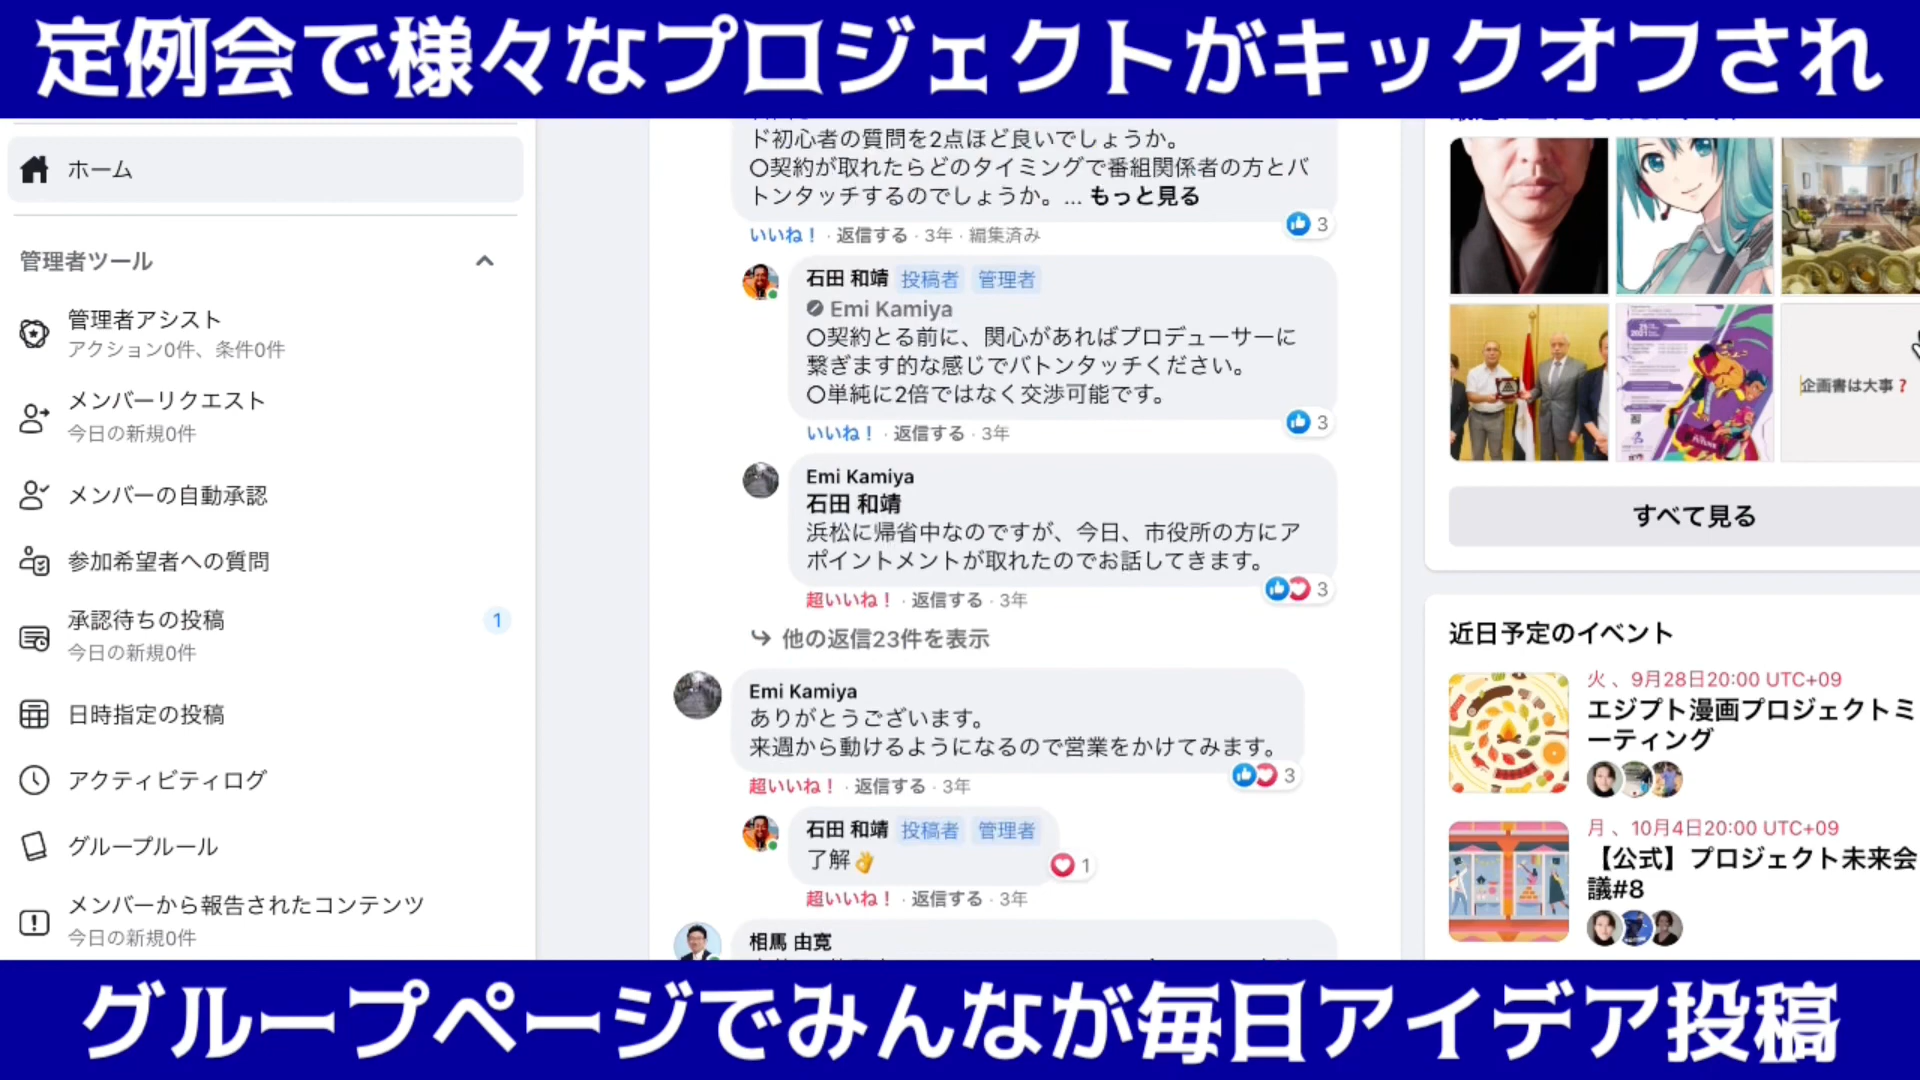 定例会で様々なプロジェクトがキックオフされ
ホーム
管理者ツール
管理者アシスト
アクション0件、条件0件
メンバーリクエスト
今日の新規0件
メンバーの自動承認
参加希望者への質問
承認待ちの投稿
1
今日の新規0件
日時指定の投稿
アクティビティログ
グループルール
メンバーから報告されたコンテンツ
今日の新規0件
ド初心者の質問を2点ほど良いでしょうか。
〇契約が取れたらどのタイミングで番組関係者の方とバ
トンタッチするのでしょうか。... もっと見る
3
いいね！ · 返信する · 3年 · 編集済み
石田 和靖 投稿者 管理者
Emi Kamiya
〇契約とる前に、関心があればプロデューサーに
繋ぎます的な感じでバトンタッチください。
〇単純に2倍ではなく交渉可能です。
3
いいね！ · 返信する · 3年
Emi Kamiya
石田 和靖
浜松に帰省中なのですが、今日、市役所の方にア
ポイントメントが取れたのでお話してきます。
3
超いいね！ · 返信する · 3年
他の返信23件を表示
Emi Kamiya
ありがとうございます。
来週から動けるようになるので営業をかけてみます。
3
超いいね！ · 返信する · 3年
石田 和靖 投稿者 管理者
了解👌
1
超いいね！ · 返信する · 3年
相馬 由寛
企画書は大事？
すべて見る
近日予定のイベント
火 、9月28日20:00 UTC+09
エジプト漫画プロジェクトミ
ーティング
月 、10月4日20:00 UTC+09
【公式】プロジェクト未来会
議#8
グループページでみんなが毎日アイデア投稿